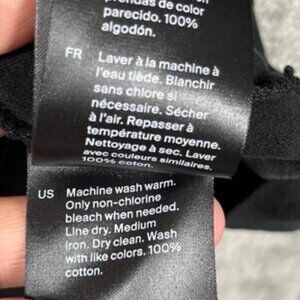 prendas de color
parecido. 100%
algodón.
FR Laver à la machine à
l'eau tiède. Blanchir
sans chlore si
nécessaire. Sécher
à l'air. Repasser à
température moyenne.
Nettoyage à sec. Laver
avec couleurs similaires.
100% coton.
US Machine wash warm.
Only non-chlorine
bleach when needed.
Line dry. Medium
iron. Dry clean. Wash
with like colors. 100%
cotton.